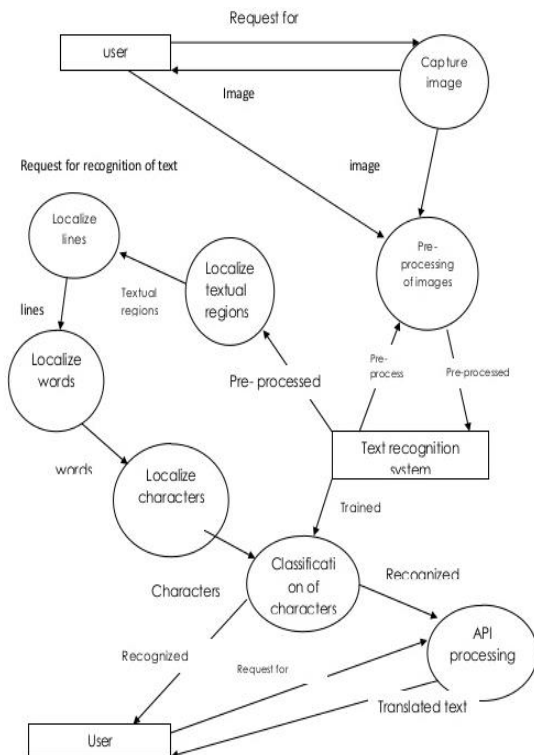 Request for
user
Capture
image
Image
image
Request for recognition of text
Localize
lines
Pre-
processing
of images
Localize
textual
regions
Textual
regions
lines
Localize
words
Pre-
process
Pre-processed
Pre- processed
Text recognition
system
words
Localize
characters
Trained
Classificati
on of
characters
Recognized
Characters
API
processing
Recognized
Request for
Translated text
User